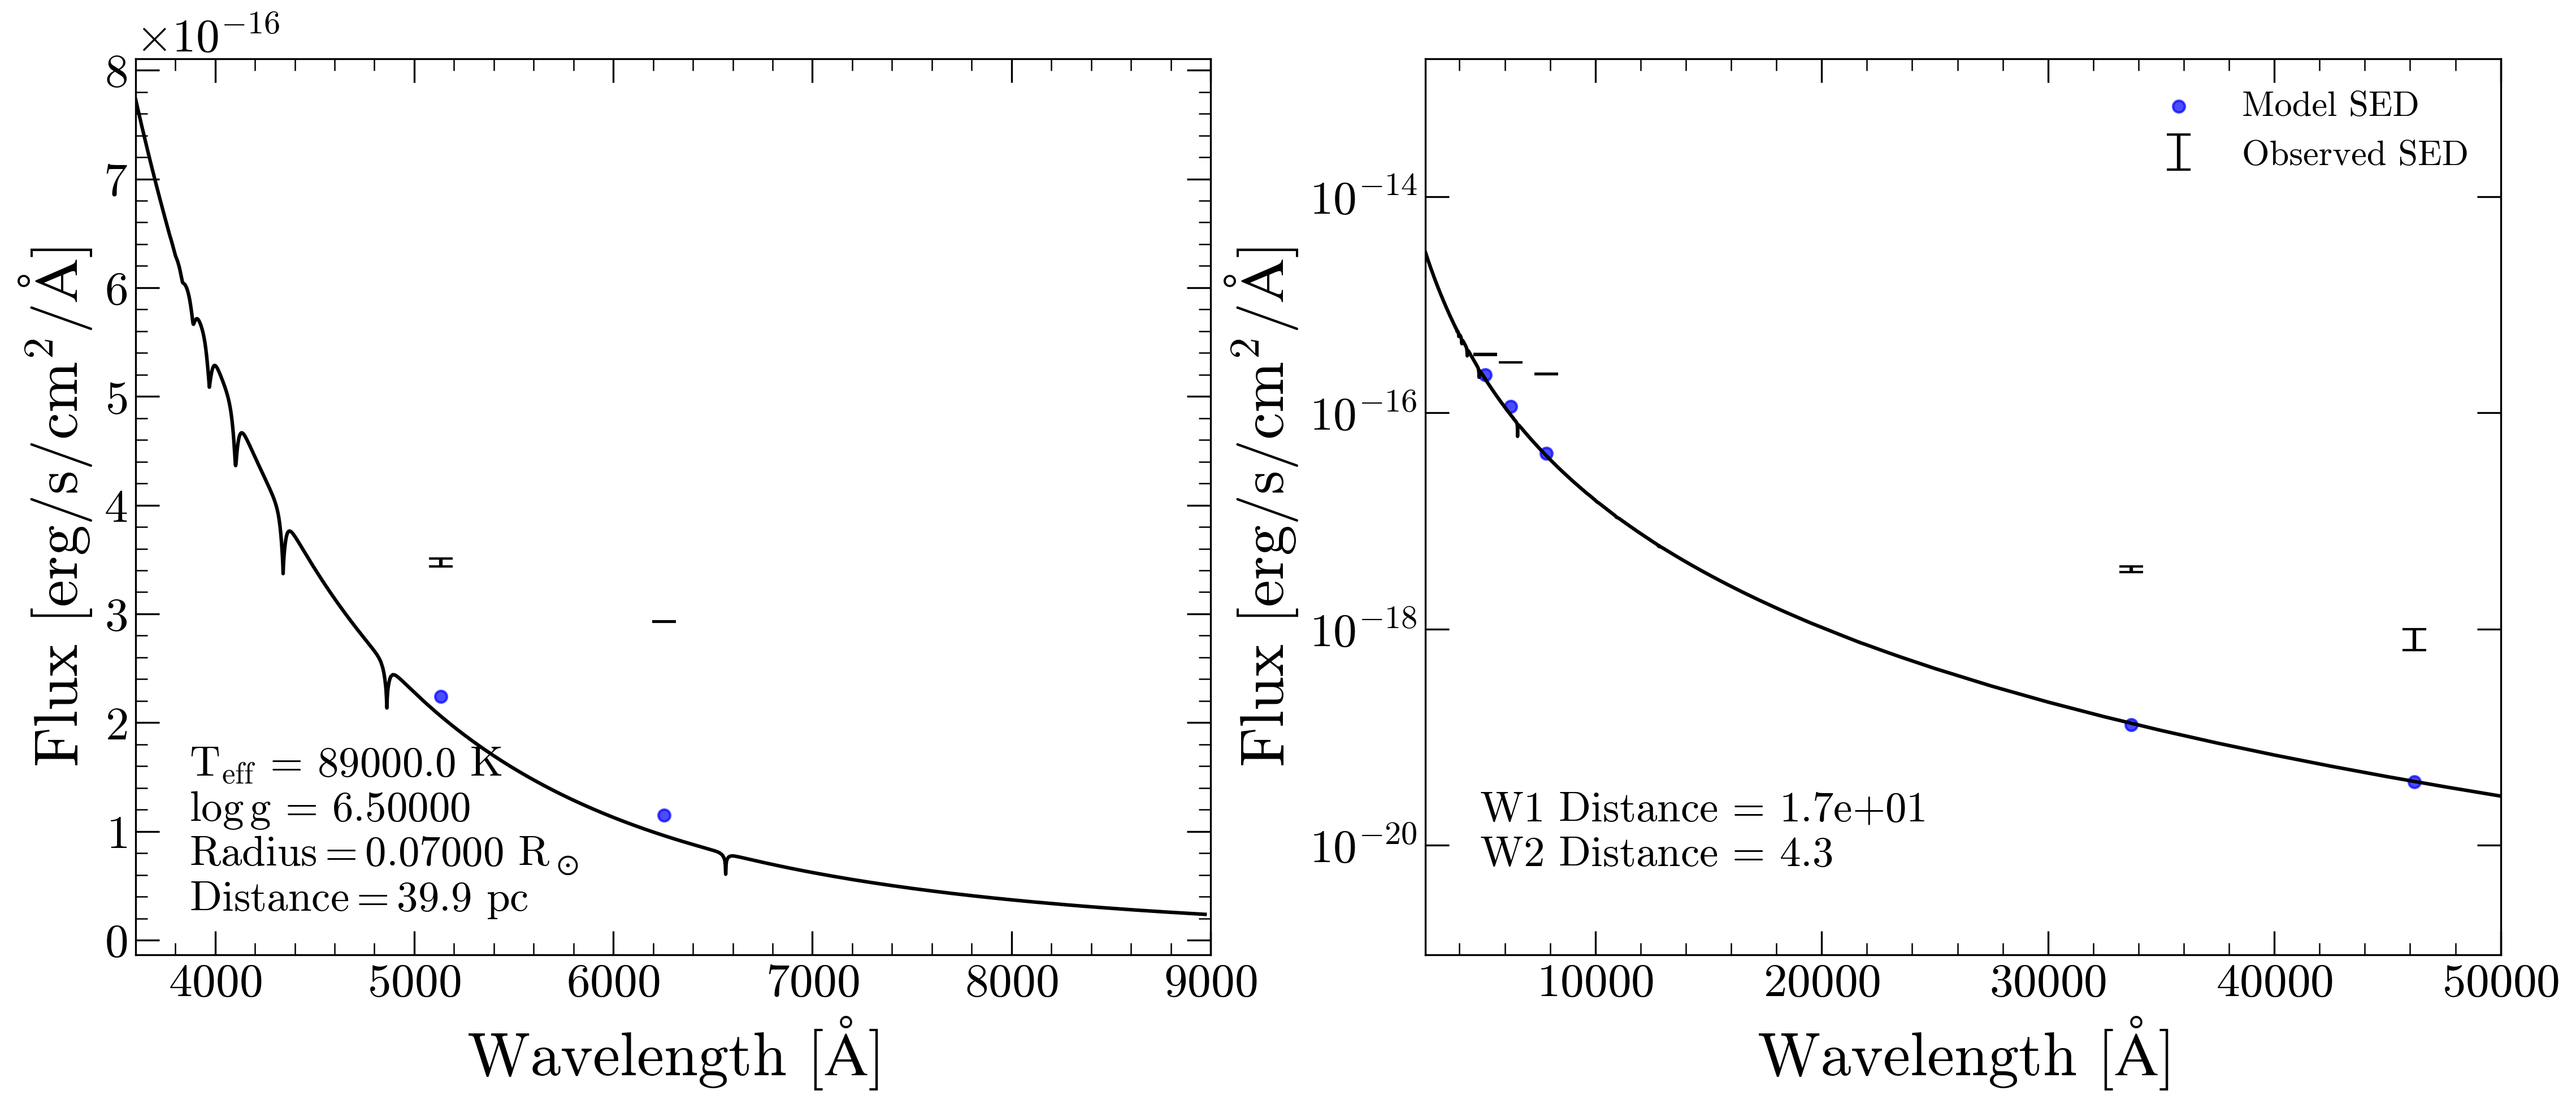 ×10⁻¹⁶
8
7
6
5
4
3
2
1
0
Flux [erg/s/cm²/Å]
T_eff = 89000.0 K
log g = 6.50000
Radius = 0.07000 R_⊙
Distance = 39.9 pc
4000 5000 6000 7000 8000 9000
Wavelength [Å]
Model SED
Observed SED
10⁻¹⁴
10⁻¹⁶
10⁻¹⁸
10⁻²⁰
Flux [erg/s/cm²/Å]
W1 Distance = 1.7e+01
W2 Distance = 4.3
10000 20000 30000 40000 50000
Wavelength [Å]